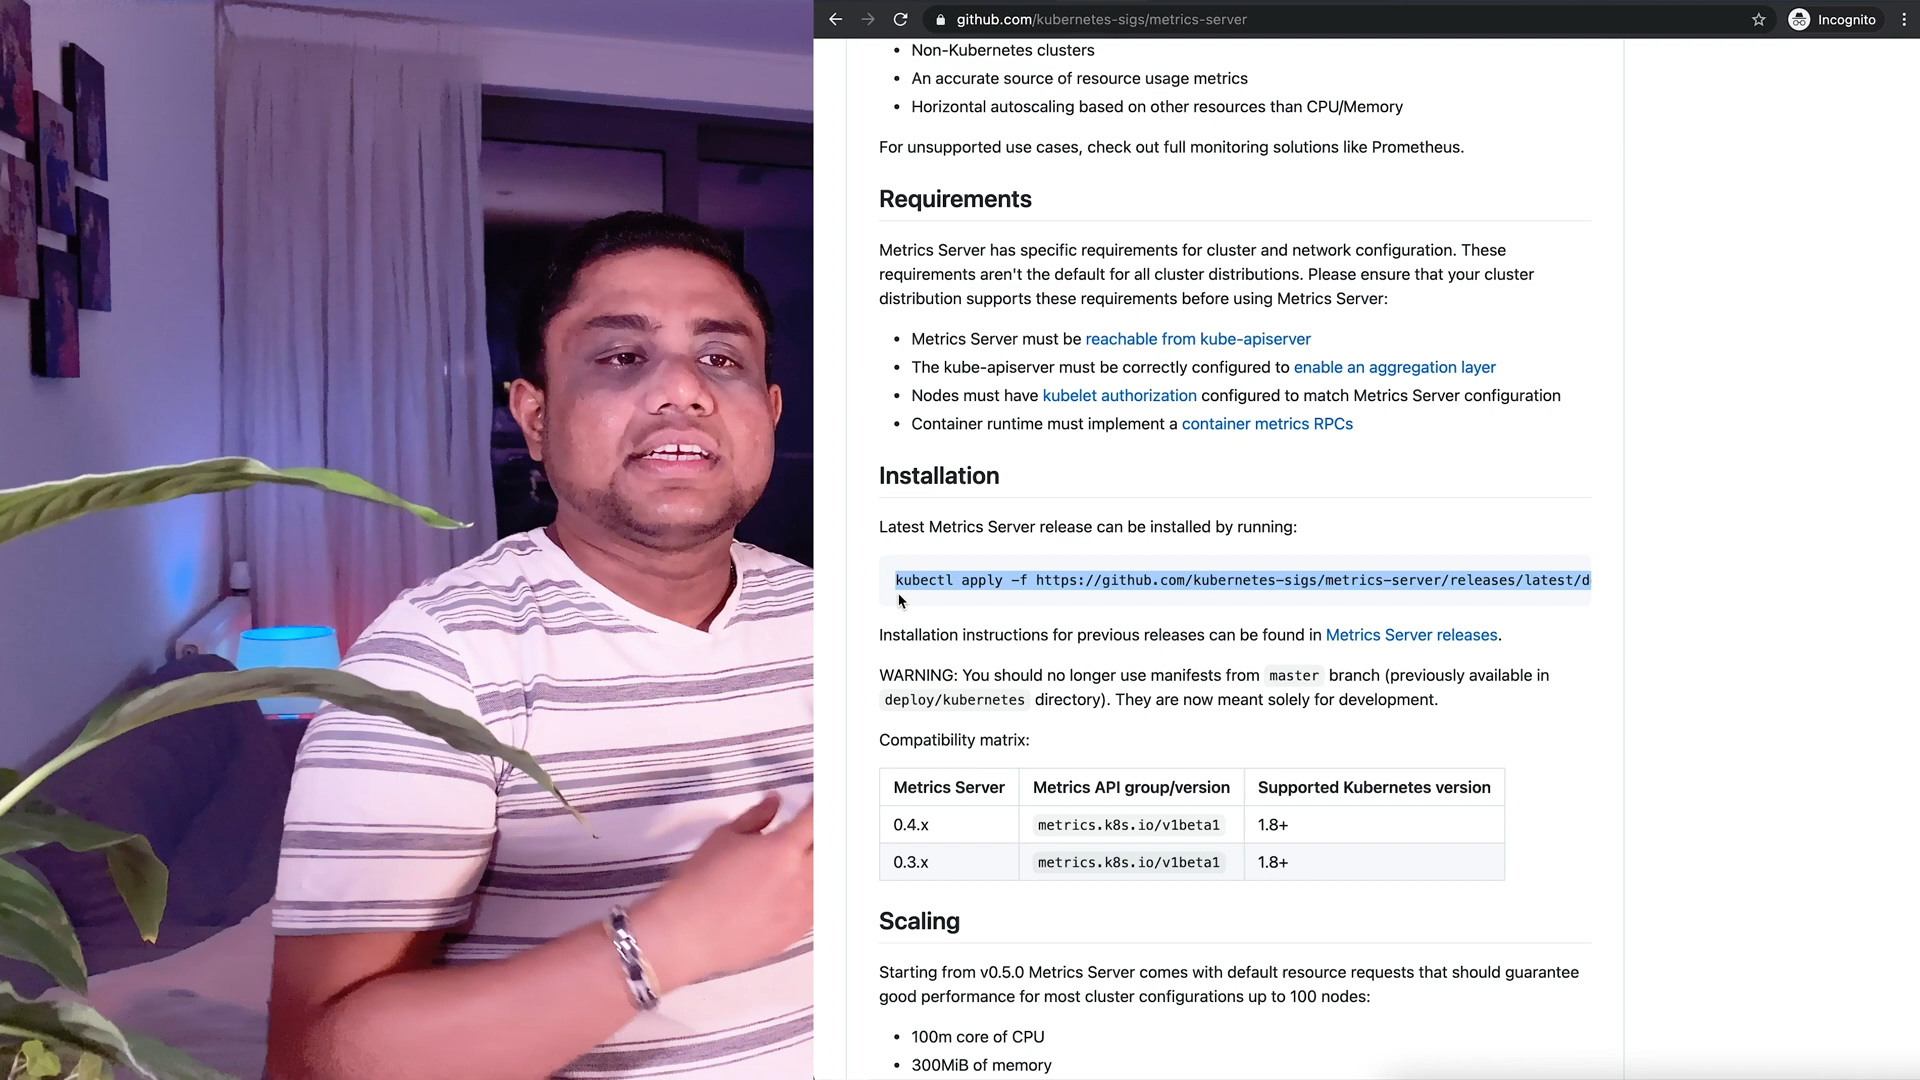 github.com/kubernetes-sigs/metrics-server
Incognito
Non-Kubernetes clusters
An accurate source of resource usage metrics
Horizontal autoscaling based on other resources than CPU/Memory
For unsupported use cases, check out full monitoring solutions like Prometheus.
Requirements
Metrics Server has specific requirements for cluster and network configuration. These
requirements aren't the default for all cluster distributions. Please ensure that your cluster
distribution supports these requirements before using Metrics Server:
Metrics Server must be reachable from kube-apiserver
The kube-apiserver must be correctly configured to enable an aggregation layer
Nodes must have kubelet authorization configured to match Metrics Server configuration
Container runtime must implement a container metrics RPCs
Installation
Latest Metrics Server release can be installed by running:
kubectl apply -f https://github.com/kubernetes-sigs/metrics-server/releases/latest/d
Installation instructions for previous releases can be found in Metrics Server releases.
WARNING: You should no longer use manifests from master branch (previously available in
deploy/kubernetes directory). They are now meant solely for development.
Compatibility matrix:
Metrics Server Metrics API group/version Supported Kubernetes version
0.4.x metrics.k8s.io/v1beta1 1.8+
0.3.x metrics.k8s.io/v1beta1 1.8+
Scaling
Starting from v0.5.0 Metrics Server comes with default resource requests that should guarantee
good performance for most cluster configurations up to 100 nodes:
100m core of CPU
300MiB of memory